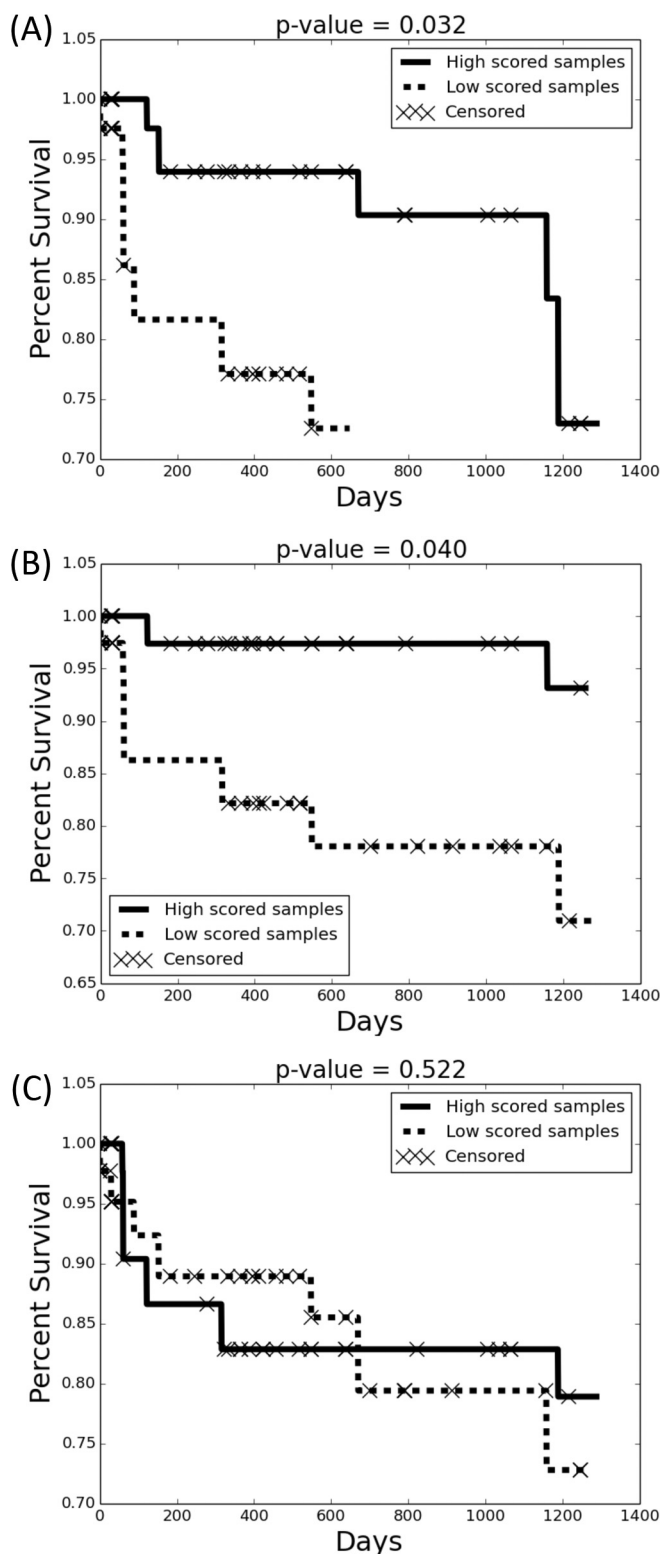 (A)
p-value = 0.032
1.05
High scored samples
Low scored samples
Censored
1.00
0.95
0.90
0.85
0.80
0.75
0.70
Percent Survival
0 200 400 600 800 1000 1200 1400
Days
(B)
p-value = 0.040
1.05
1.00
0.95
0.90
0.85
0.80
0.75
0.70
0.65
Percent Survival
High scored samples
Low scored samples
Censored
0 200 400 600 800 1000 1200 1400
Days
(C)
p-value = 0.522
1.05
High scored samples
Low scored samples
Censored
1.00
0.95
0.90
0.85
0.80
0.75
0.70
Percent Survival
0 200 400 600 800 1000 1200 1400
Days